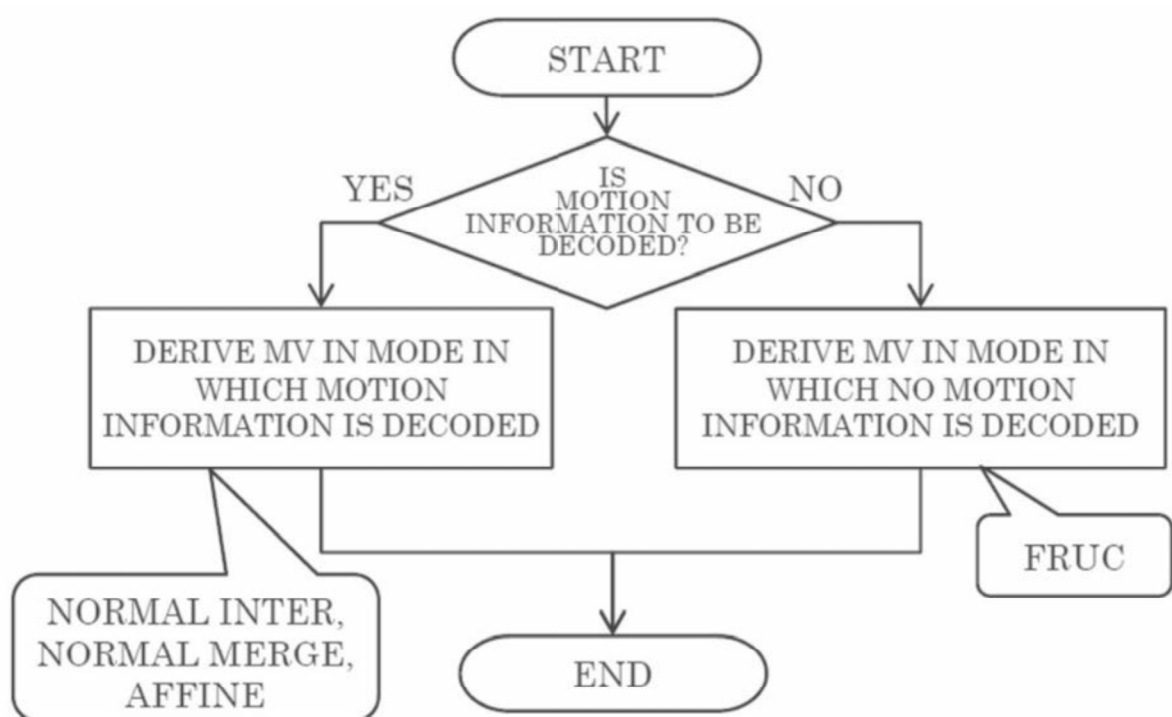 START
YES
IS
MOTION
INFORMATION TO BE
DECODED?
NO
DERIVE MV IN MODE IN
WHICH MOTION
INFORMATION IS DECODED
DERIVE MV IN MODE IN
WHICH NO MOTION
INFORMATION IS DECODED
NORMAL INTER,
NORMAL MERGE,
AFFINE
FRUC
END